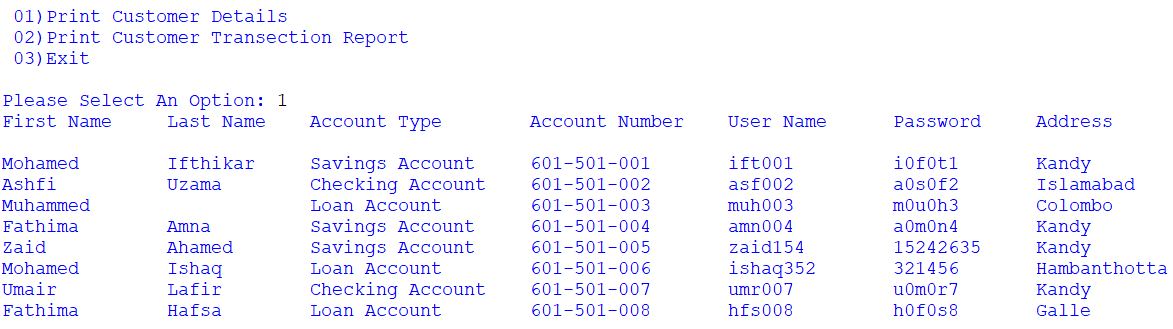 01)Print Customer Details
02)Print Customer Transection Report
03)Exit
Please Select An Option: 1
First Name Last Name Account Type Account Number User Name Password Address
Mohamed Ifthikar Savings Account 601-501-001 ift001 i0f0t1 Kandy
Ashfi Uzama Checking Account 601-501-002 asf002 a0s0f2 Islamabad
Muhammed Loan Account 601-501-003 muh003 m0u0h3 Colombo
Fathima Amna Savings Account 601-501-004 amn004 a0m0n4 Kandy
Zaid Ahamed Savings Account 601-501-005 zaid154 15242635 Kandy
Mohamed Ishaq Loan Account 601-501-006 ishaq352 321456 Hambanthotta
Umair Lafir Checking Account 601-501-007 umr007 u0m0r7 Kandy
Fathima Hafsa Loan Account 601-501-008 hfs008 h0f0s8 Galle